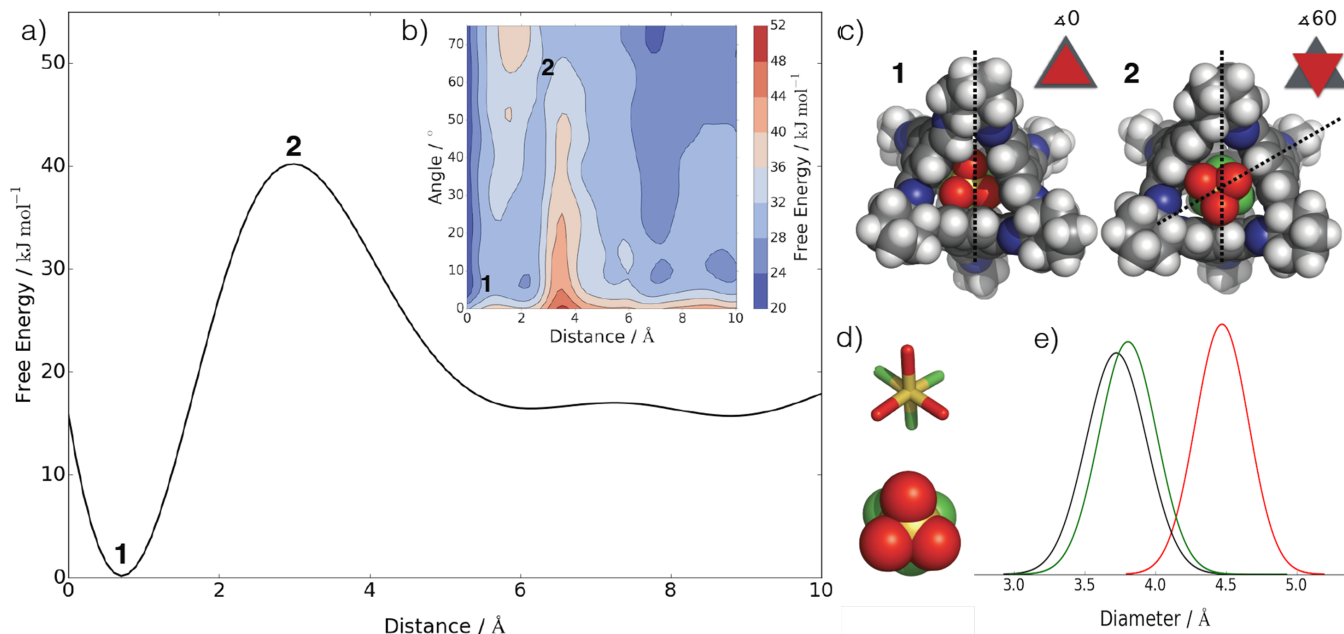 a)
Free Energy / kJ mol⁻¹
50
40
30
20
10
0
0 2 4 6 8 10
Distance / Å
1
2
b)
Angle / °
70
60
50
40
30
20
10
0
0 2 4 6 8 10
Distance / Å
1
2
52
48
44
40
36
32
28
24
20
Free Energy / kJ mol⁻¹
c)
1
∡0
2
∡60
d)
e)
3.0 3.5 4.0 4.5 5.0
Diameter / Å